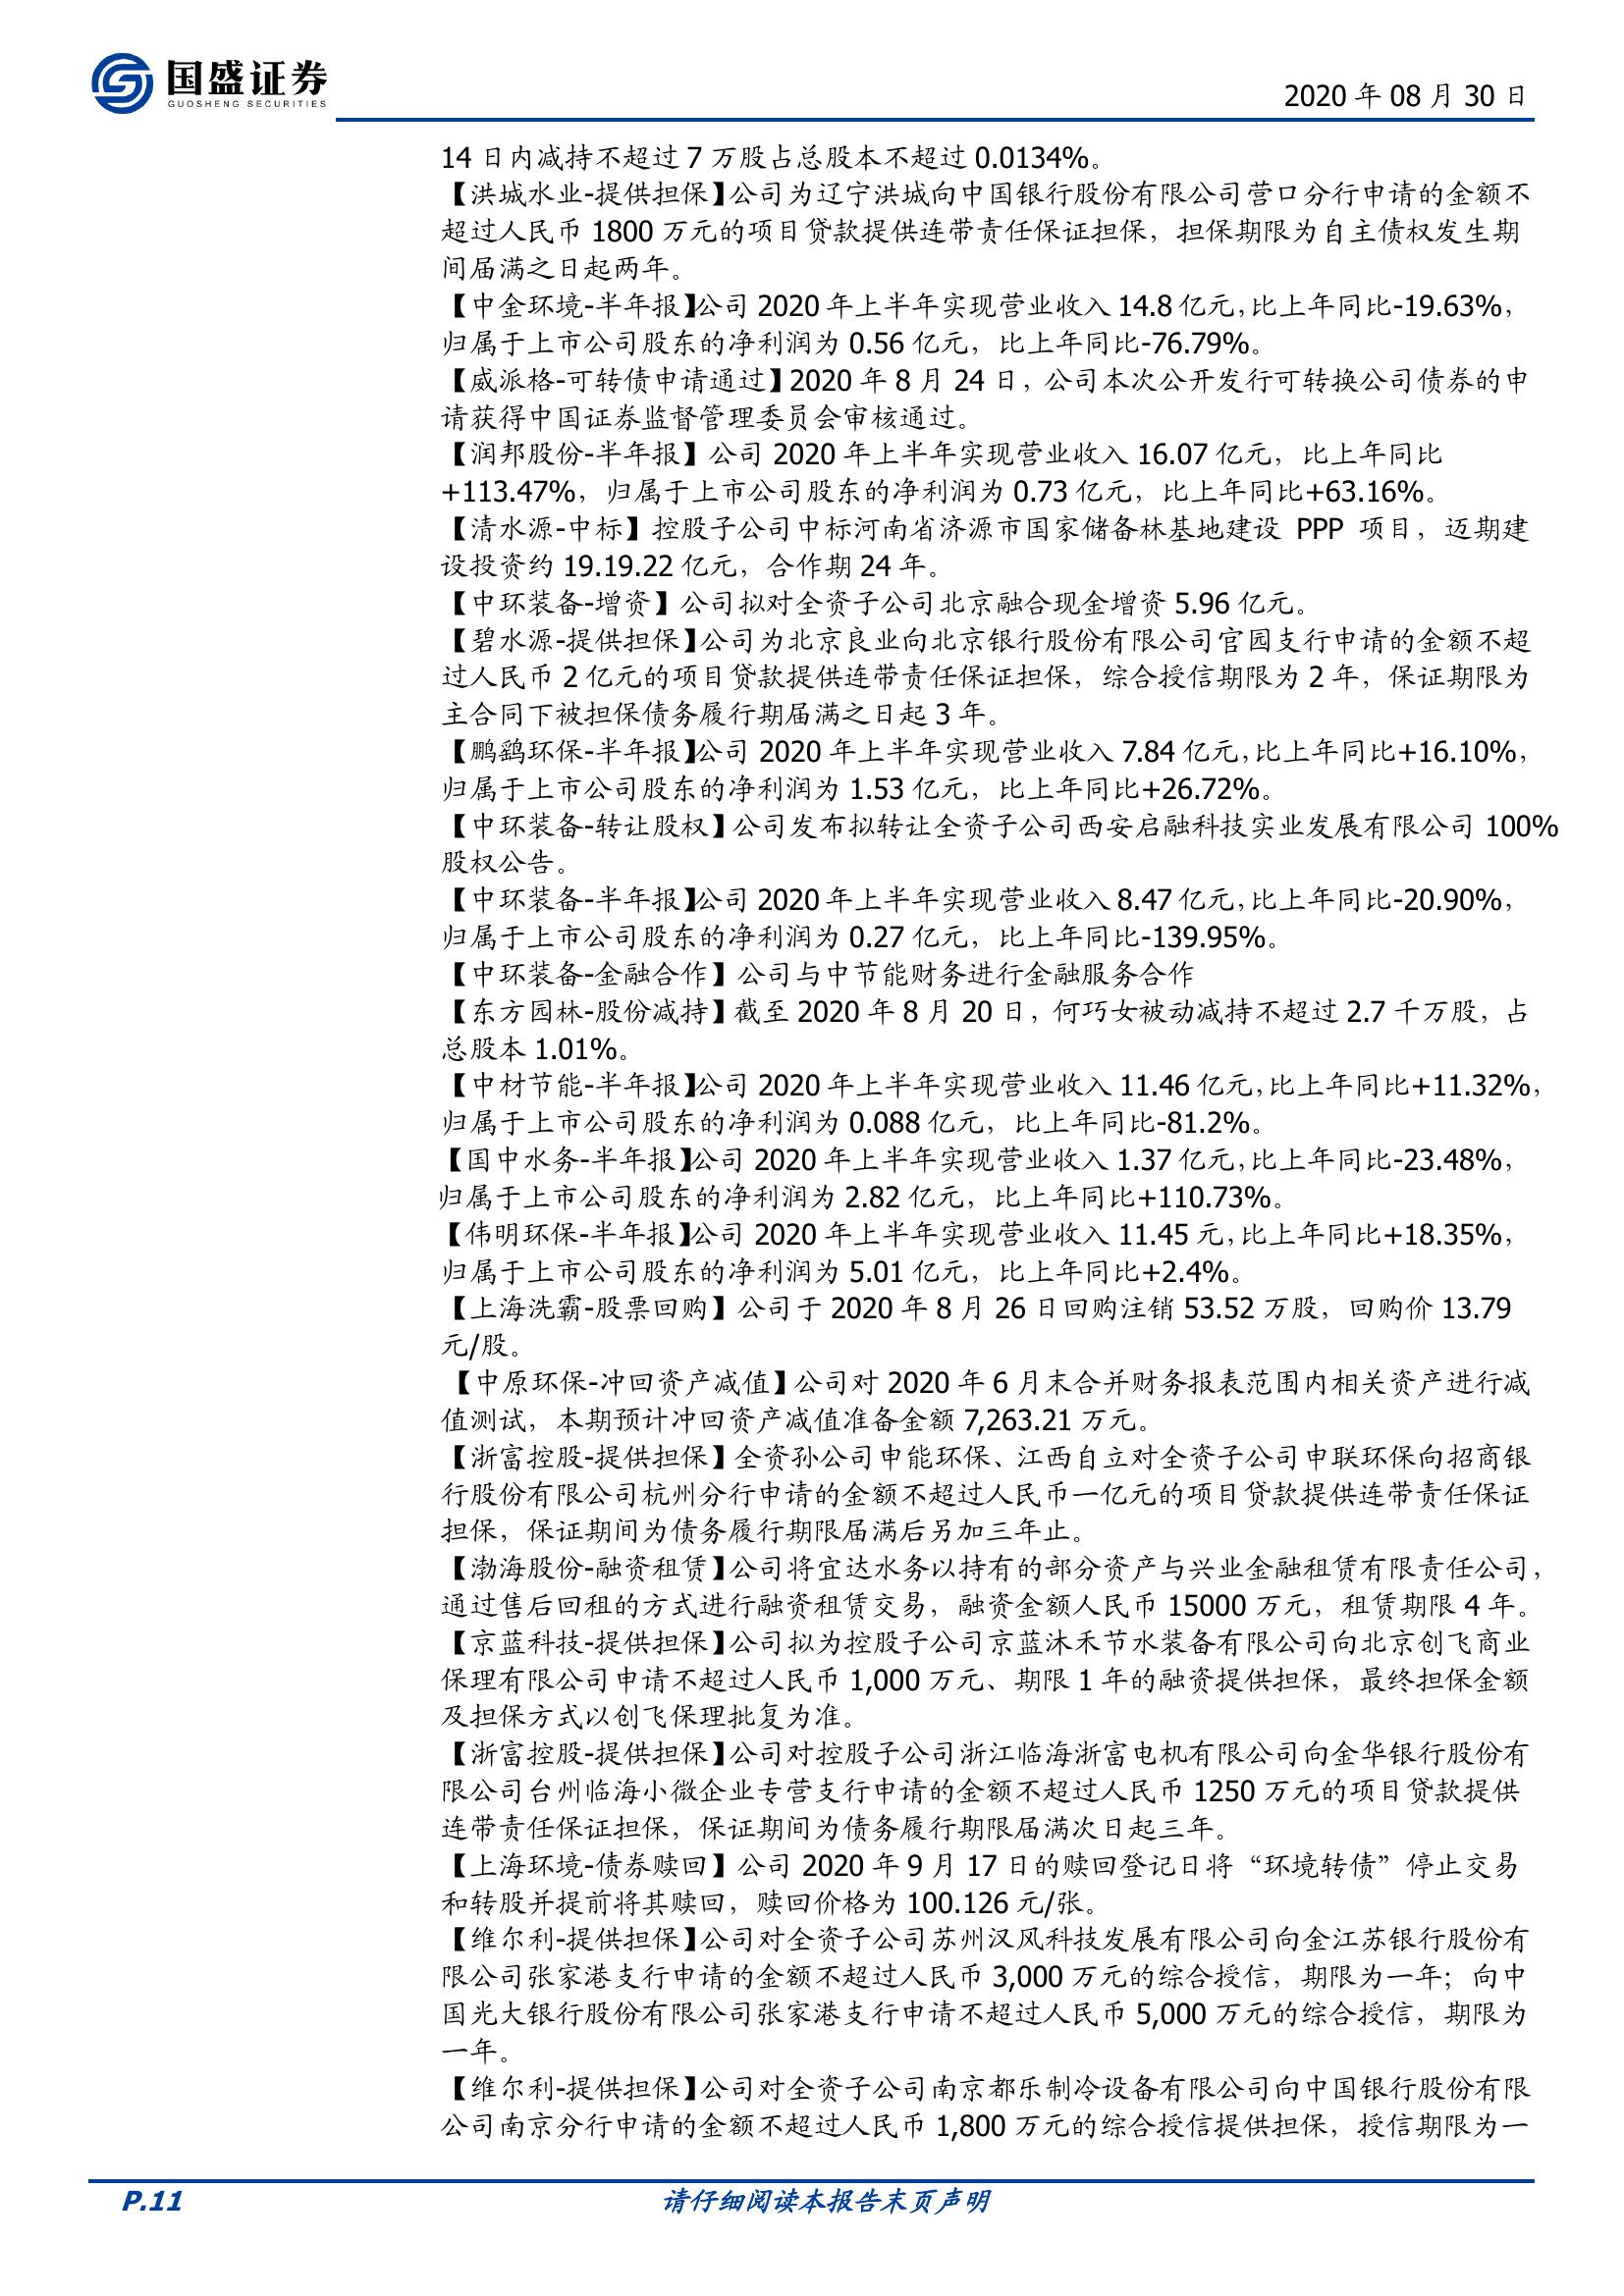 国盛证券
GUOSHENG SECURITIES
2020 年 08 月 30 日
14 日内减持不超过 7 万股占总股本不超过 0.0134%。
【洪城水业-提供担保】公司为辽宁洪城向中国银行股份有限公司营口分行申请的金额不
超过人民币 1800 万元的项目贷款提供连带责任保证担保，担保期限为自主债权发生期
间届满之日起两年。
【中金环境-半年报】公司 2020 年上半年实现营业收入 14.8 亿元，比上年同比-19.63%，
归属于上市公司股东的净利润为 0.56 亿元，比上年同比-76.79%。
【威派格-可转债申请通过】2020 年 8 月 24 日，公司本次公开发行可转换公司债券的申
请获得中国证券监督管理委员会审核通过。
【润邦股份-半年报】公司 2020 年上半年实现营业收入 16.07 亿元，比上年同比
+113.47%，归属于上市公司股东的净利润为 0.73 亿元，比上年同比+63.16%。
【清水源-中标】控股子公司中标河南省济源市国家储备林基地建设 PPP 项目，迈期建
设投资约 19.19.22 亿元，合作期 24 年。
【中环装备-增资】公司拟对全资子公司北京融合现金增资 5.96 亿元。
【碧水源-提供担保】公司为北京良业向北京银行股份有限公司官园支行申请的金额不超
过人民币 2 亿元的项目贷款提供连带责任保证担保，综合授信期限为 2 年，保证期限为
主合同下被担保债务履行期届满之日起 3 年。
【鹏鹞环保-半年报】公司 2020 年上半年实现营业收入 7.84 亿元，比上年同比+16.10%，
归属于上市公司股东的净利润为 1.53 亿元，比上年同比+26.72%。
【中环装备-转让股权】公司发布拟转让全资子公司西安启融科技实业发展有限公司 100%
股权公告。
【中环装备-半年报】公司 2020 年上半年实现营业收入 8.47 亿元，比上年同比-20.90%，
归属于上市公司股东的净利润为 0.27 亿元，比上年同比-139.95%。
【中环装备-金融合作】公司与中节能财务进行金融服务合作
【东方园林-股份减持】截至 2020 年 8 月 20 日，何巧女被动减持不超过 2.7 千万股，占
总股本 1.01%。
【中材节能-半年报】公司 2020 年上半年实现营业收入 11.46 亿元，比上年同比+11.32%，
归属于上市公司股东的净利润为 0.088 亿元，比上年同比-81.2%。
【国中水务-半年报】公司 2020 年上半年实现营业收入 1.37 亿元，比上年同比-23.48%，
归属于上市公司股东的净利润为 2.82 亿元，比上年同比+110.73%。
【伟明环保-半年报】公司 2020 年上半年实现营业收入 11.45 元，比上年同比+18.35%，
归属于上市公司股东的净利润为 5.01 亿元，比上年同比+2.4%。
【上海洗霸-股票回购】公司于 2020 年 8 月 26 日回购注销 53.52 万股，回购价 13.79
元/股。
【中原环保-冲回资产减值】公司对 2020 年 6 月末合并财务报表范围内相关资产进行减
值测试，本期预计冲回资产减值准备金额 7,263.21 万元。
【浙富控股-提供担保】全资孙公司申能环保、江西自立对全资子公司申联环保向招商银
行股份有限公司杭州分行申请的金额不超过人民币一亿元的项目贷款提供连带责任保证
担保，保证期间为债务履行期限届满后另加三年止。
【渤海股份-融资租赁】公司将宜达水务以持有的部分资产与兴业金融租赁有限责任公司，
通过售后回租的方式进行融资租赁交易，融资金额人民币 15000 万元，租赁期限 4 年。
【京蓝科技-提供担保】公司拟为控股子公司京蓝沐禾节水装备有限公司向北京创飞商业
保理有限公司申请不超过人民币 1,000 万元、期限 1 年的融资提供担保，最终担保金额
及担保方式以创飞保理批复为准。
【浙富控股-提供担保】公司对控股子公司浙江临海浙富电机有限公司向金华银行股份有
限公司台州临海小微企业专营支行申请的金额不超过人民币 1250 万元的项目贷款提供
连带责任保证担保，保证期间为债务履行期限届满次日起三年。
【上海环境-债券赎回】公司 2020 年 9 月 17 日的赎回登记日将“环境转债”停止交易
和转股并提前将其赎回，赎回价格为 100.126 元/张。
【维尔利-提供担保】公司对全资子公司苏州汉风科技发展有限公司向金江苏银行股份有
限公司张家港支行申请的金额不超过人民币 3,000 万元的综合授信，期限为一年；向中
国光大银行股份有限公司张家港支行申请不超过人民币 5,000 万元的综合授信，期限为
一年。
【维尔利-提供担保】公司对全资子公司南京都乐制冷设备有限公司向中国银行股份有限
公司南京分行申请的金额不超过人民币 1,800 万元的综合授信提供担保，授信期限为一
P.11
请仔细阅读本报告末页声明